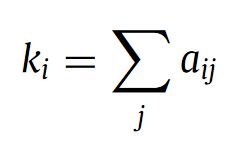 k_i = \sum_j a_{ij}